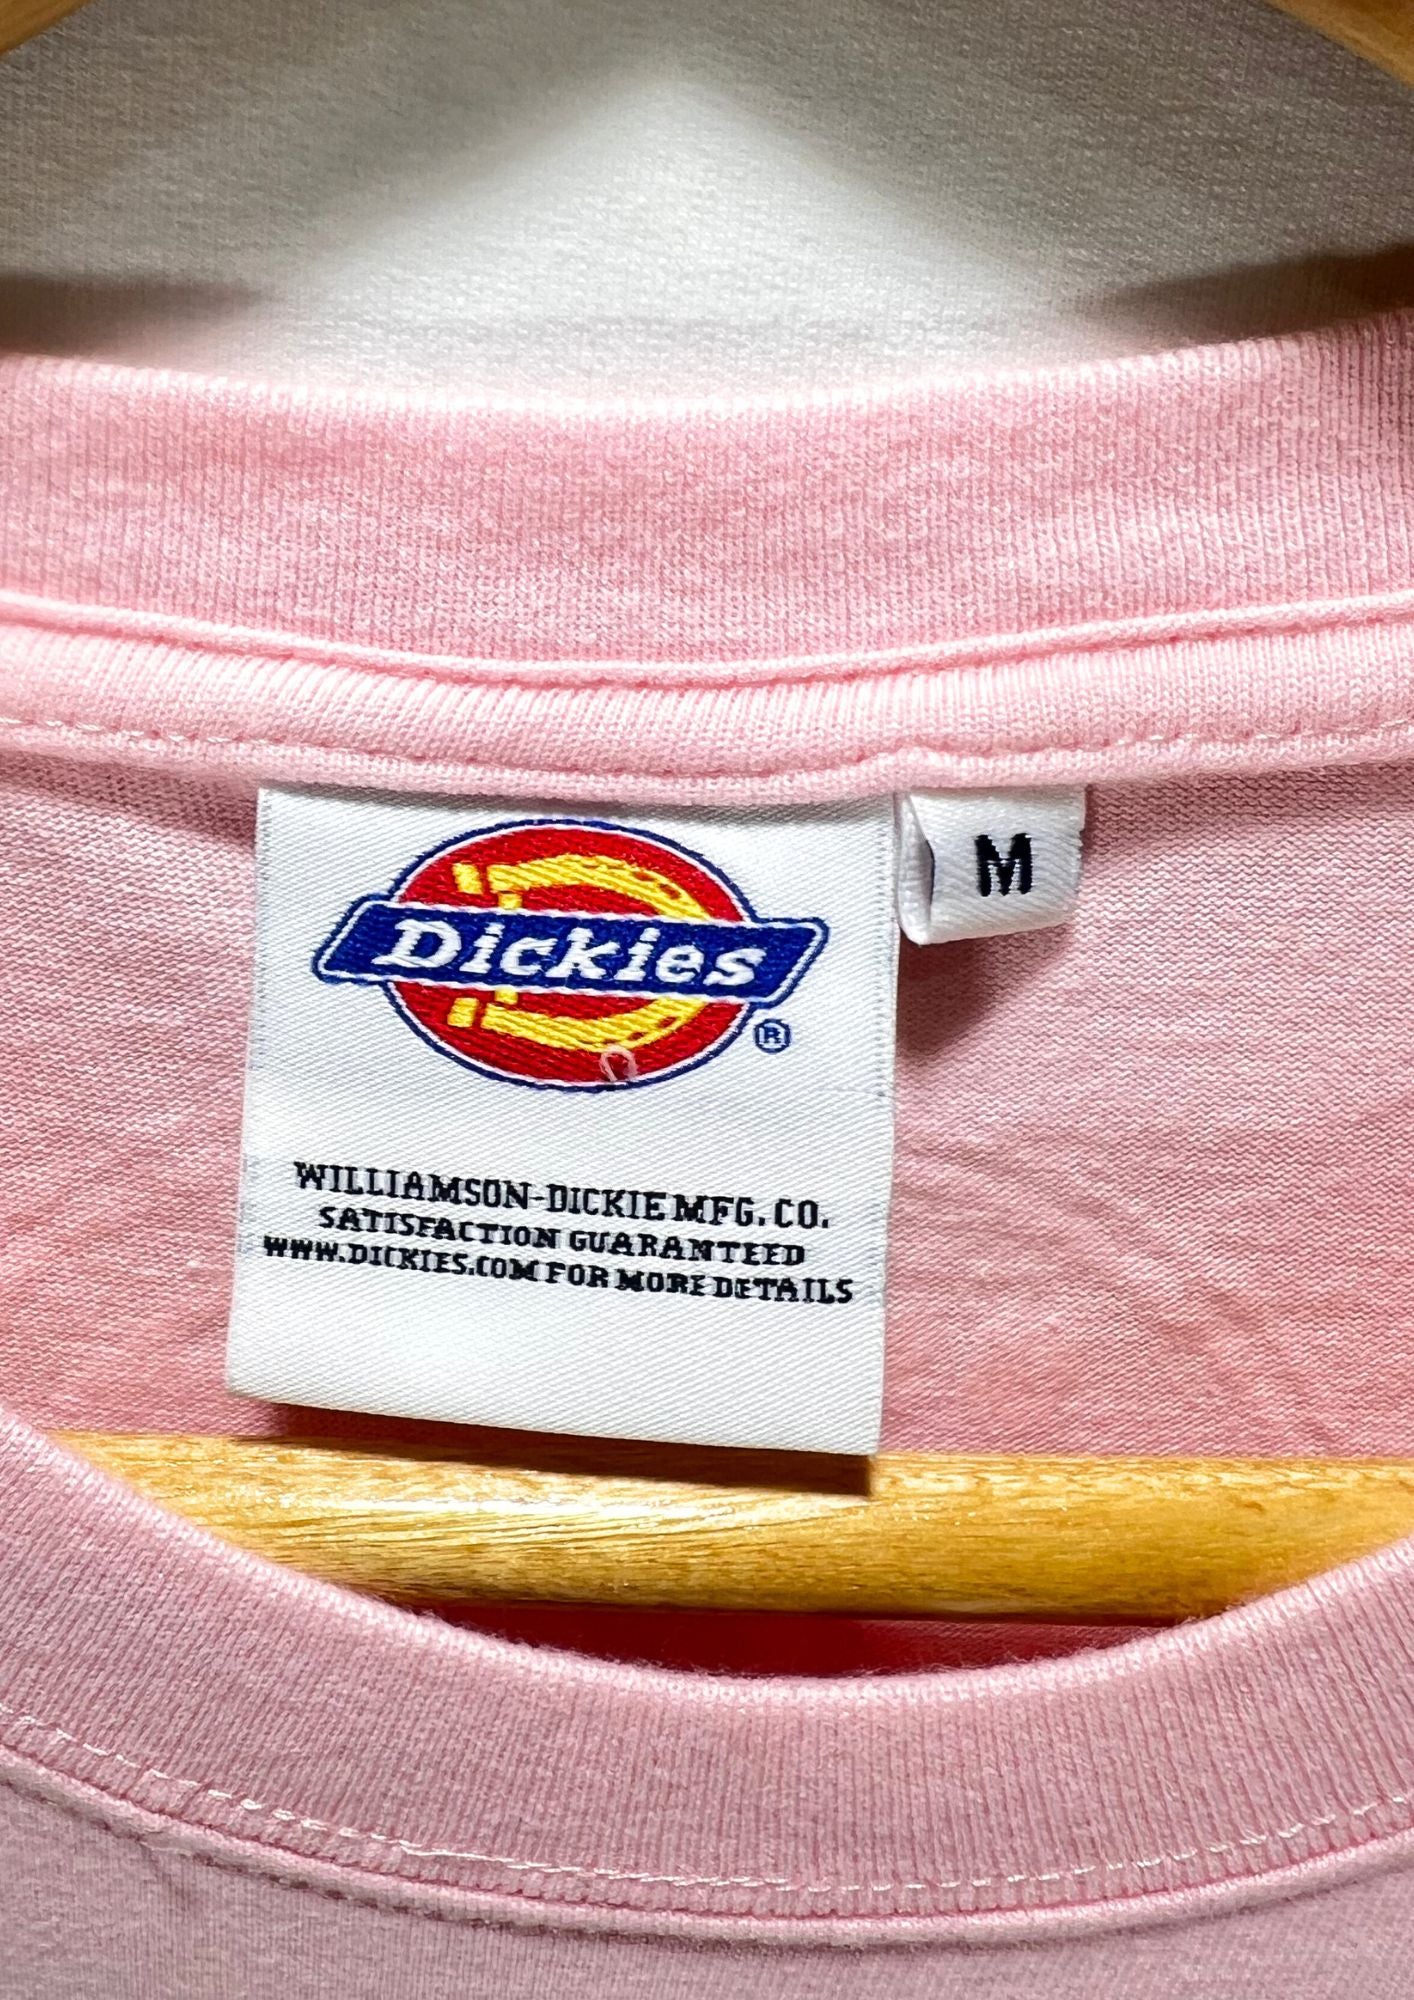 Dickies
®
M
WILLIAMSON-DICKIE MFG. CO.
SATISFACTION GUARANTEED
WWW.DICKIES.COM FOR MORE DETAILS